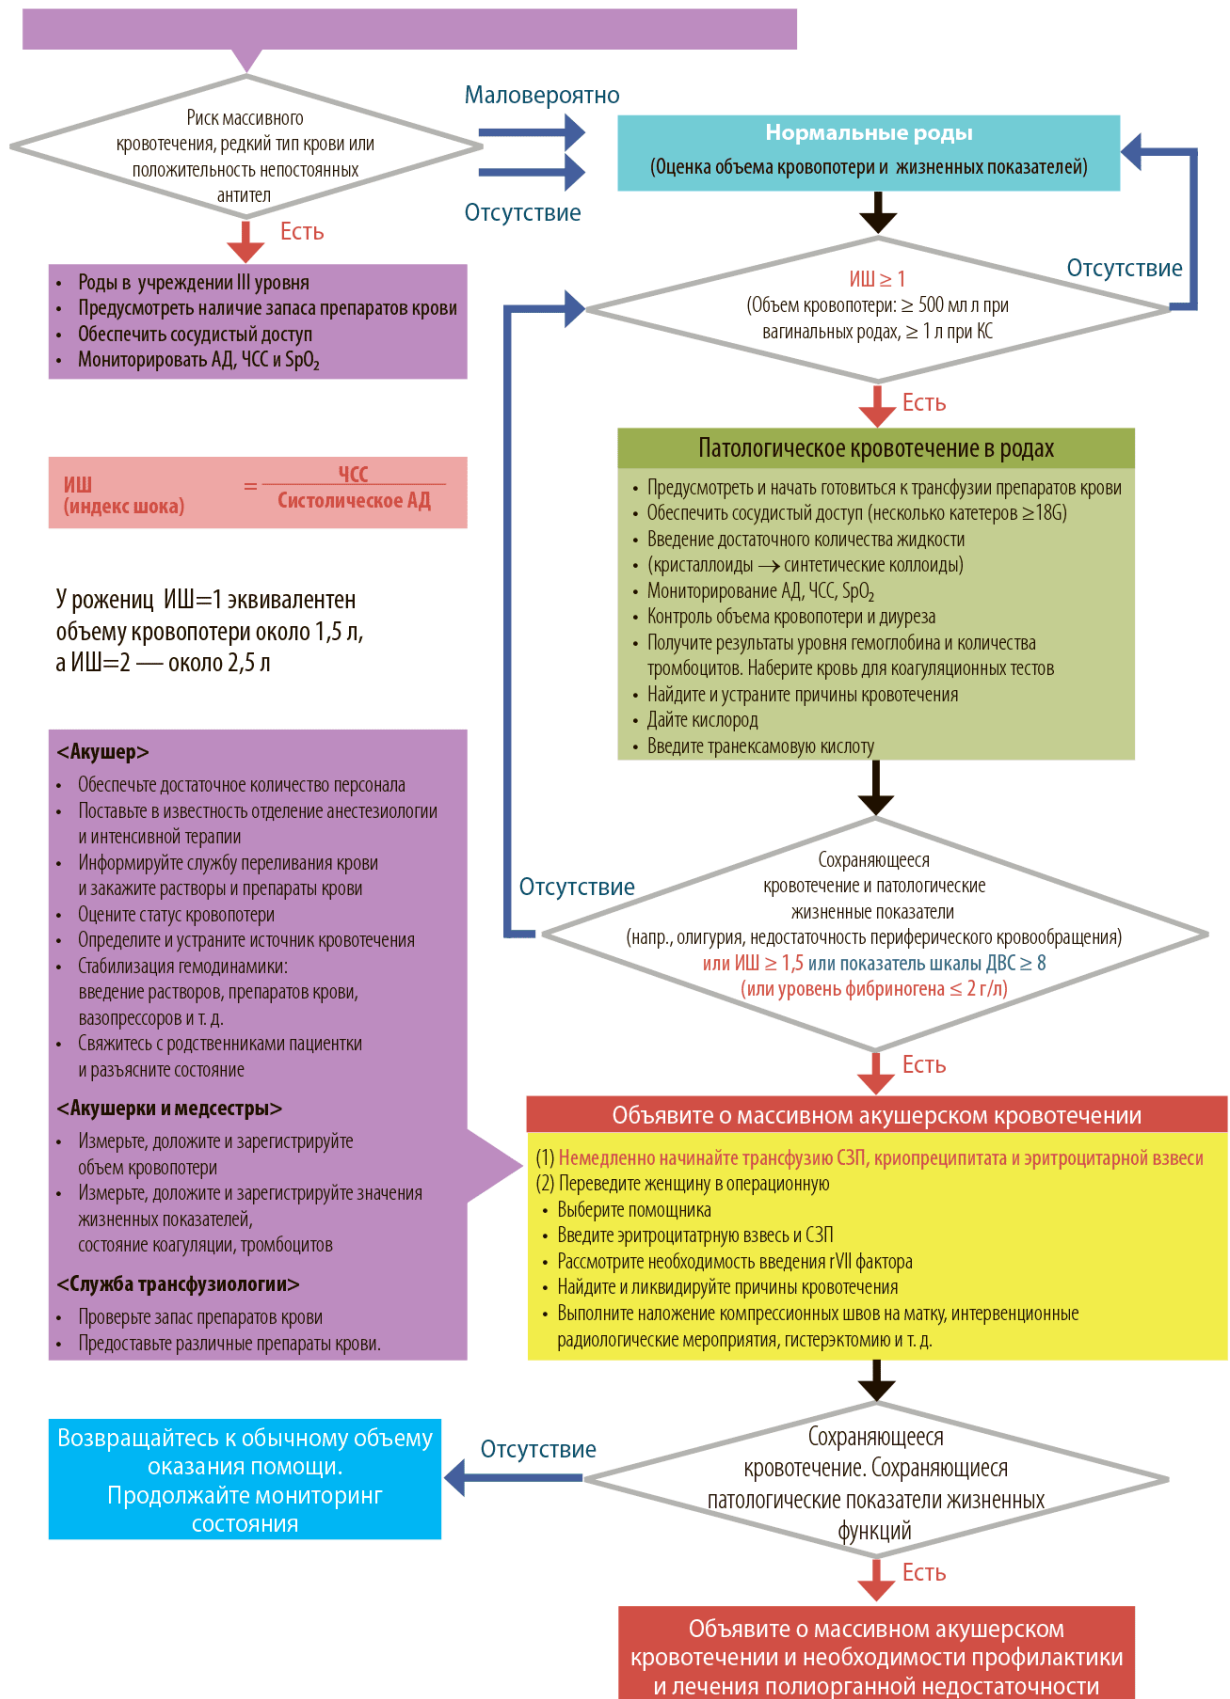 Риск массивного
кровотечения, редкий тип крови или
положительность непостоянных
антител
Маловероятно
Отсутствие
Есть
Нормальные роды
(Оценка объема кровопотери и жизненных показателей)
• Роды в учреждении III уровня
• Предусмотреть наличие запаса препаратов крови
• Обеспечить сосудистый доступ
• Мониторировать АД, ЧСС и SpO₂
ИШ ≥ 1
(Объем кровопотери: ≥ 500 мл л при
вагинальных родах, ≥ 1 л при КС
Отсутствие
Есть
ИШ
(индекс шока)
= ЧСС
Систолическое АД
У рожениц ИШ=1 эквивалентен
объему кровопотери около 1,5 л,
а ИШ=2 — около 2,5 л
Патологическое кровотечение в родах
• Предусмотреть и начать готовиться к трансфузии препаратов крови
• Обеспечить сосудистый доступ (несколько катетеров ≥18G)
• Введение достаточного количества жидкости
• (кристаллоиды → синтетические коллоиды)
• Мониторирование АД, ЧСС, SpO₂
• Контроль объема кровопотери и диуреза
• Получите результаты уровня гемоглобина и количества
тромбоцитов. Наберите кровь для коагуляционных тестов
• Найдите и устраните причины кровотечения
• Дайте кислород
• Введите транексамовую кислоту
Сохраняющееся
кровотечение и патологические
жизненные показатели
(напр., олигурия, недостаточность периферического кровообращения)
или ИШ ≥ 1,5 или показатель шкалы ДВС ≥ 8
(или уровень фибриногена ≤ 2 г/л)
Отсутствие
Есть
<Акушер>
• Обеспечьте достаточное количество персонала
• Поставьте в известность отделение анестезиологии
и интенсивной терапии
• Информируйте службу переливания крови
и закажите растворы и препараты крови
• Оцените статус кровопотери
• Определите и устраните источник кровотечения
• Стабилизация гемодинамики:
введение растворов, препаратов крови,
вазопрессоров и т. д.
• Свяжитесь с родственниками пациентки
и разъясните состояние
<Акушерки и медсестры>
• Измерьте, доложите и зарегистрируйте
объем кровопотери
• Измерьте, доложите и зарегистрируйте значения
жизненных показателей,
состояние коагуляции, тромбоцитов
<Служба трансфузиологии>
• Проверьте запас препаратов крови
• Предоставьте различные препараты крови.
Объявите о массивном акушерском кровотечении
(1) Немедленно начинайте трансфузию СЗП, криопреципитата и эритроцитарной взвеси
(2) Переведите женщину в операционную
• Выберите помощника
• Введите эритроцитатрную взвесь и СЗП
• Рассмотрите необходимость введения rVII фактора
• Найдите и ликвидируйте причины кровотечения
• Выполните наложение компрессионных швов на матку, интервенционные
радиологические мероприятия, гистерэктомию и т. д.
Сохраняющееся
кровотечение. Сохраняющиеся
патологические показатели жизненных
функций
Отсутствие
Возвращайтесь к обычному объему
оказания помощи.
Продолжайте мониторинг
состояния
Есть
Объявите о массивном акушерском
кровотечении и необходимости профилактики
и лечения полиорганной недостаточности